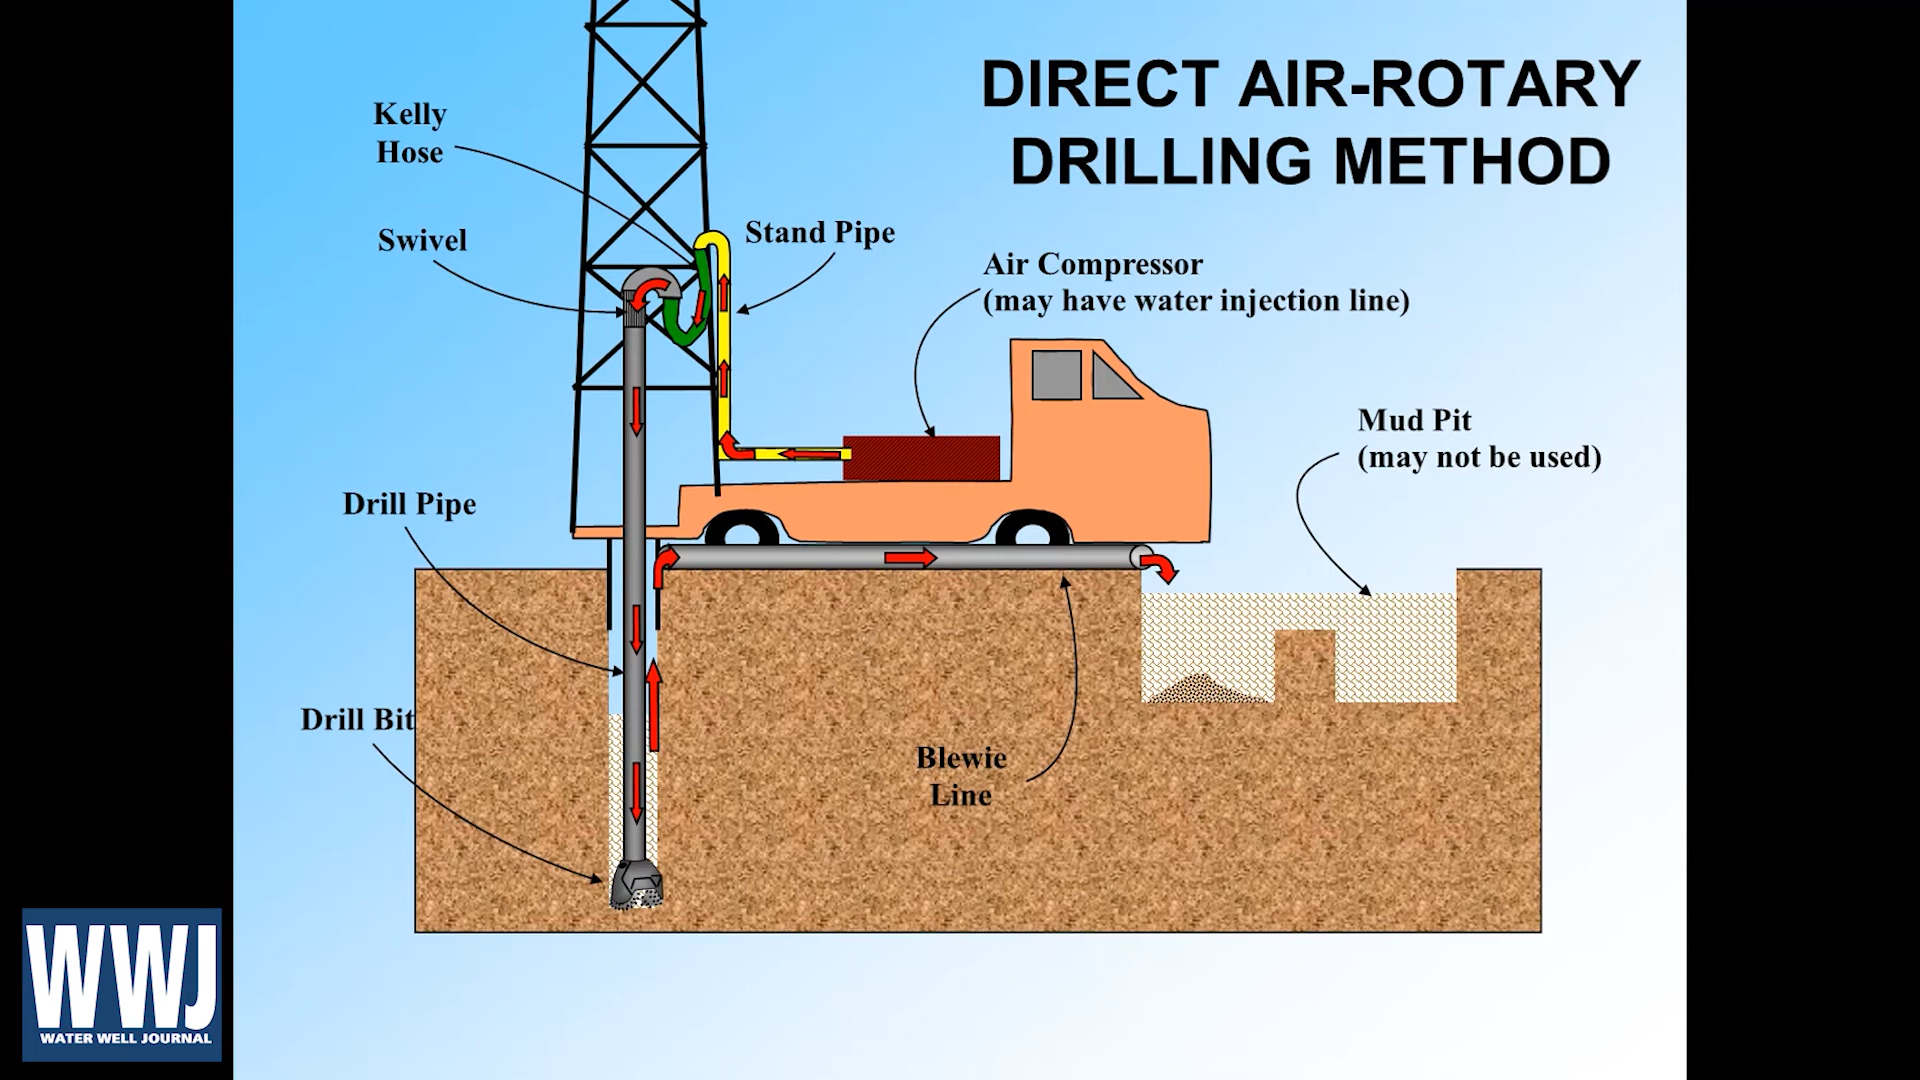 DIRECT AIR-ROTARY
DRILLING METHOD
Kelly
Hose
Swivel
Stand Pipe
Air Compressor
(may have water injection line)
Mud Pit
(may not be used)
Drill Pipe
Drill Bit
Blewie
Line
WWJ
WATER WELL JOURNAL